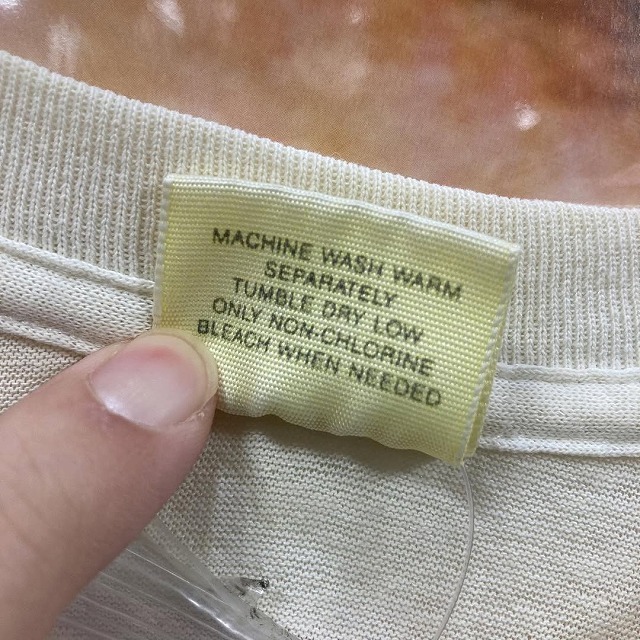 MACHINE WASH WARM
SEPARATELY
TUMBLE DRY LOW
ONLY NON-CHLORINE
BLEACH WHEN NEEDED